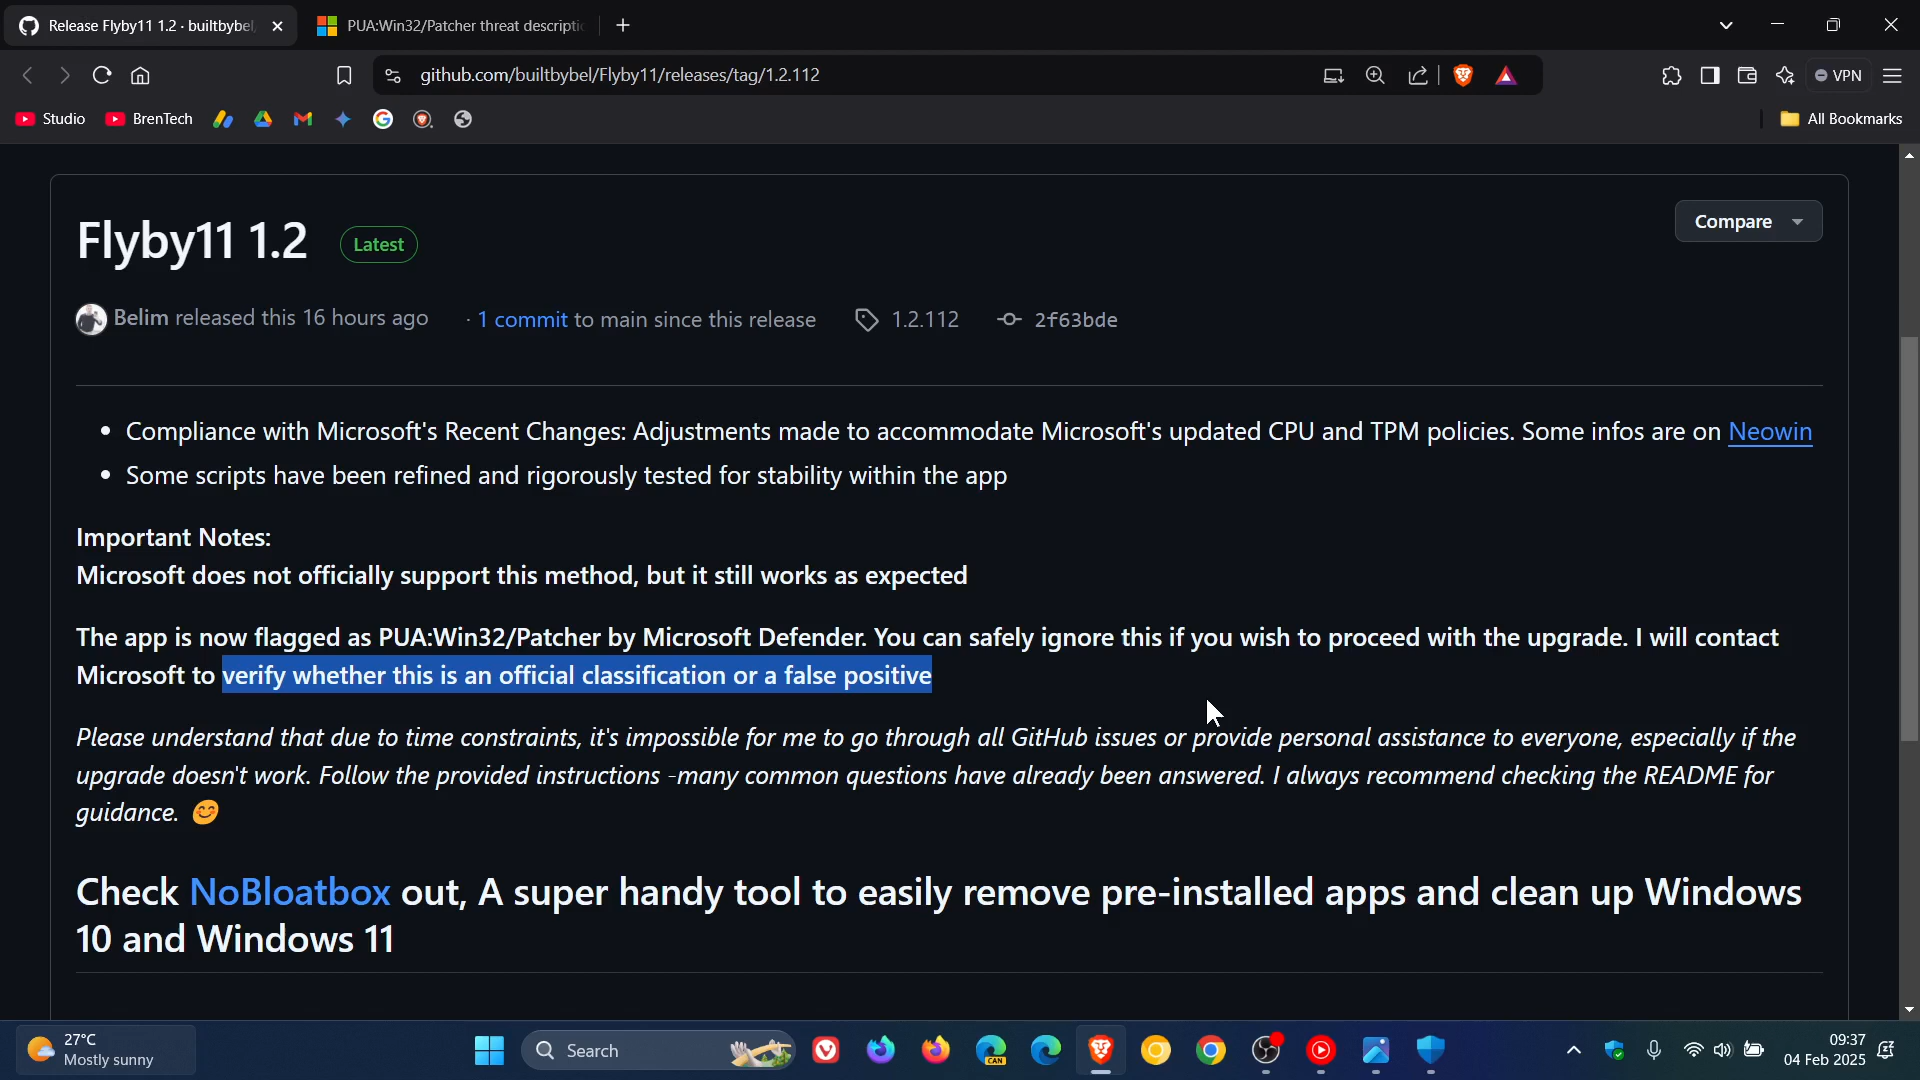 Release Flyby11 1.2 · builtbybel
PUA:Win32/Patcher threat descripti
github.com/builtbybel/Flyby11/releases/tag/1.2.112
VPN
Studio
BrenTech
All Bookmarks
Flyby11 1.2
Latest
Compare
Belim released this 16 hours ago
· 1 commit to main since this release
1.2.112
2f63bde
• Compliance with Microsoft's Recent Changes: Adjustments made to accommodate Microsoft's updated CPU and TPM policies. Some infos are on Neowin
• Some scripts have been refined and rigorously tested for stability within the app
Important Notes:
Microsoft does not officially support this method, but it still works as expected
The app is now flagged as PUA:Win32/Patcher by Microsoft Defender. You can safely ignore this if you wish to proceed with the upgrade. I will contact
Microsoft to verify whether this is an official classification or a false positive
Please understand that due to time constraints, it's impossible for me to go through all GitHub issues or provide personal assistance to everyone, especially if the
upgrade doesn't work. Follow the provided instructions -many common questions have already been answered. I always recommend checking the README for
guidance. 😊
Check NoBloatbox out, A super handy tool to easily remove pre-installed apps and clean up Windows
10 and Windows 11
27°C
Mostly sunny
Search
CAN
09:37
04 Feb 2025